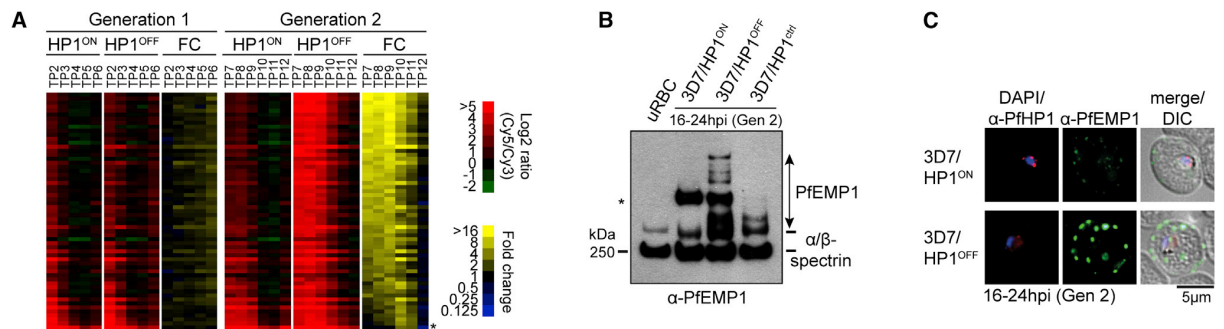 A
Generation 1
Generation 2
HP1ON
HP1OFF
FC
HP1ON
HP1OFF
FC
TP2
TP3
TP4
TP5
TP6
TP2
TP3
TP4
TP5
TP6
TP2
TP3
TP4
TP5
TP6
TP7
TP8
TP9
TP10
TP11
TP12
TP7
TP8
TP9
TP10
TP11
TP12
TP7
TP8
TP9
TP10
TP11
TP12
>5
4
3
2
1
0
-1
-2
Log2 ratio
(Cy5/Cy3)
>16
8
4
2
1
0.5
0.25
0.125
Fold change
*
B
uRBC
3D7/HP1ON
3D7/HP1OFF
3D7/HP1ctrl
16-24hpi (Gen 2)
*
PfEMP1
kDa
250
α/β-
spectrin
α-PfEMP1
C
DAPI/
α-PfHP1
α-PfEMP1
merge/
DIC
3D7/
HP1ON
3D7/
HP1OFF
16-24hpi (Gen 2)
5µm